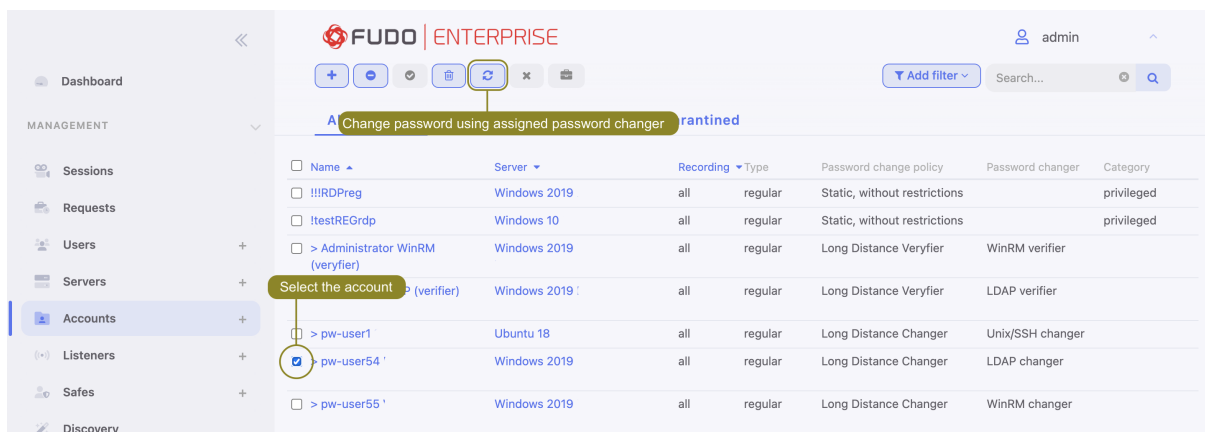 FUDO ENTERPRISE
admin
Dashboard
Add filter
Search...
Change password using assigned password changer
rantined
MANAGEMENT
Name Server Recording Type Password change policy Password changer Category
Sessions
!!!RDPreg Windows 2019 all regular Static, without restrictions privileged
Requests
!testREGrdp Windows 10 all regular Static, without restrictions privileged
Users
> Administrator WinRM Windows 2019 all regular Long Distance Veryfier WinRM verifier
(veryfier)
Servers
Select the account
(verifier) Windows 2019 all regular Long Distance Veryfier LDAP verifier
Accounts
> pw-user1 Ubuntu 18 all regular Long Distance Changer Unix/SSH changer
Listeners
> pw-user54 Windows 2019 all regular Long Distance Changer LDAP changer
Safes
> pw-user55 Windows 2019 all regular Long Distance Changer WinRM changer
Discovery